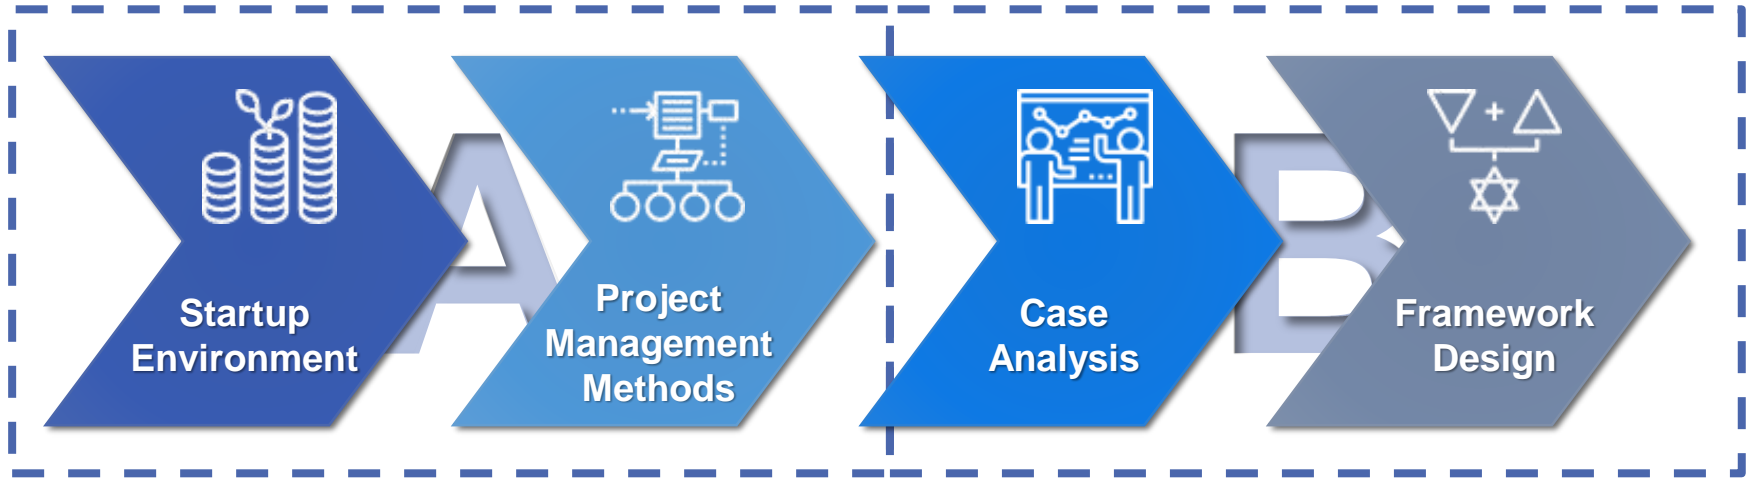 A
B
Startup
Environment
Project
Management
Methods
Case
Analysis
Framework
Design